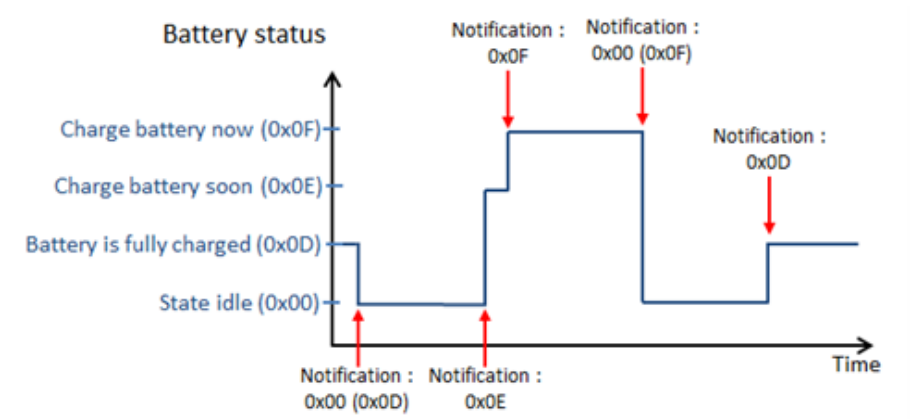 Battery status
Notification :
0x0F
Notification :
0x00 (0x0F)
Charge battery now (0x0F)
Notification :
0x0D
Charge battery soon (0x0E)
Battery is fully charged (0x0D)
State idle (0x00)
Time
Notification :
0x00 (0x0D)
Notification :
0x0E